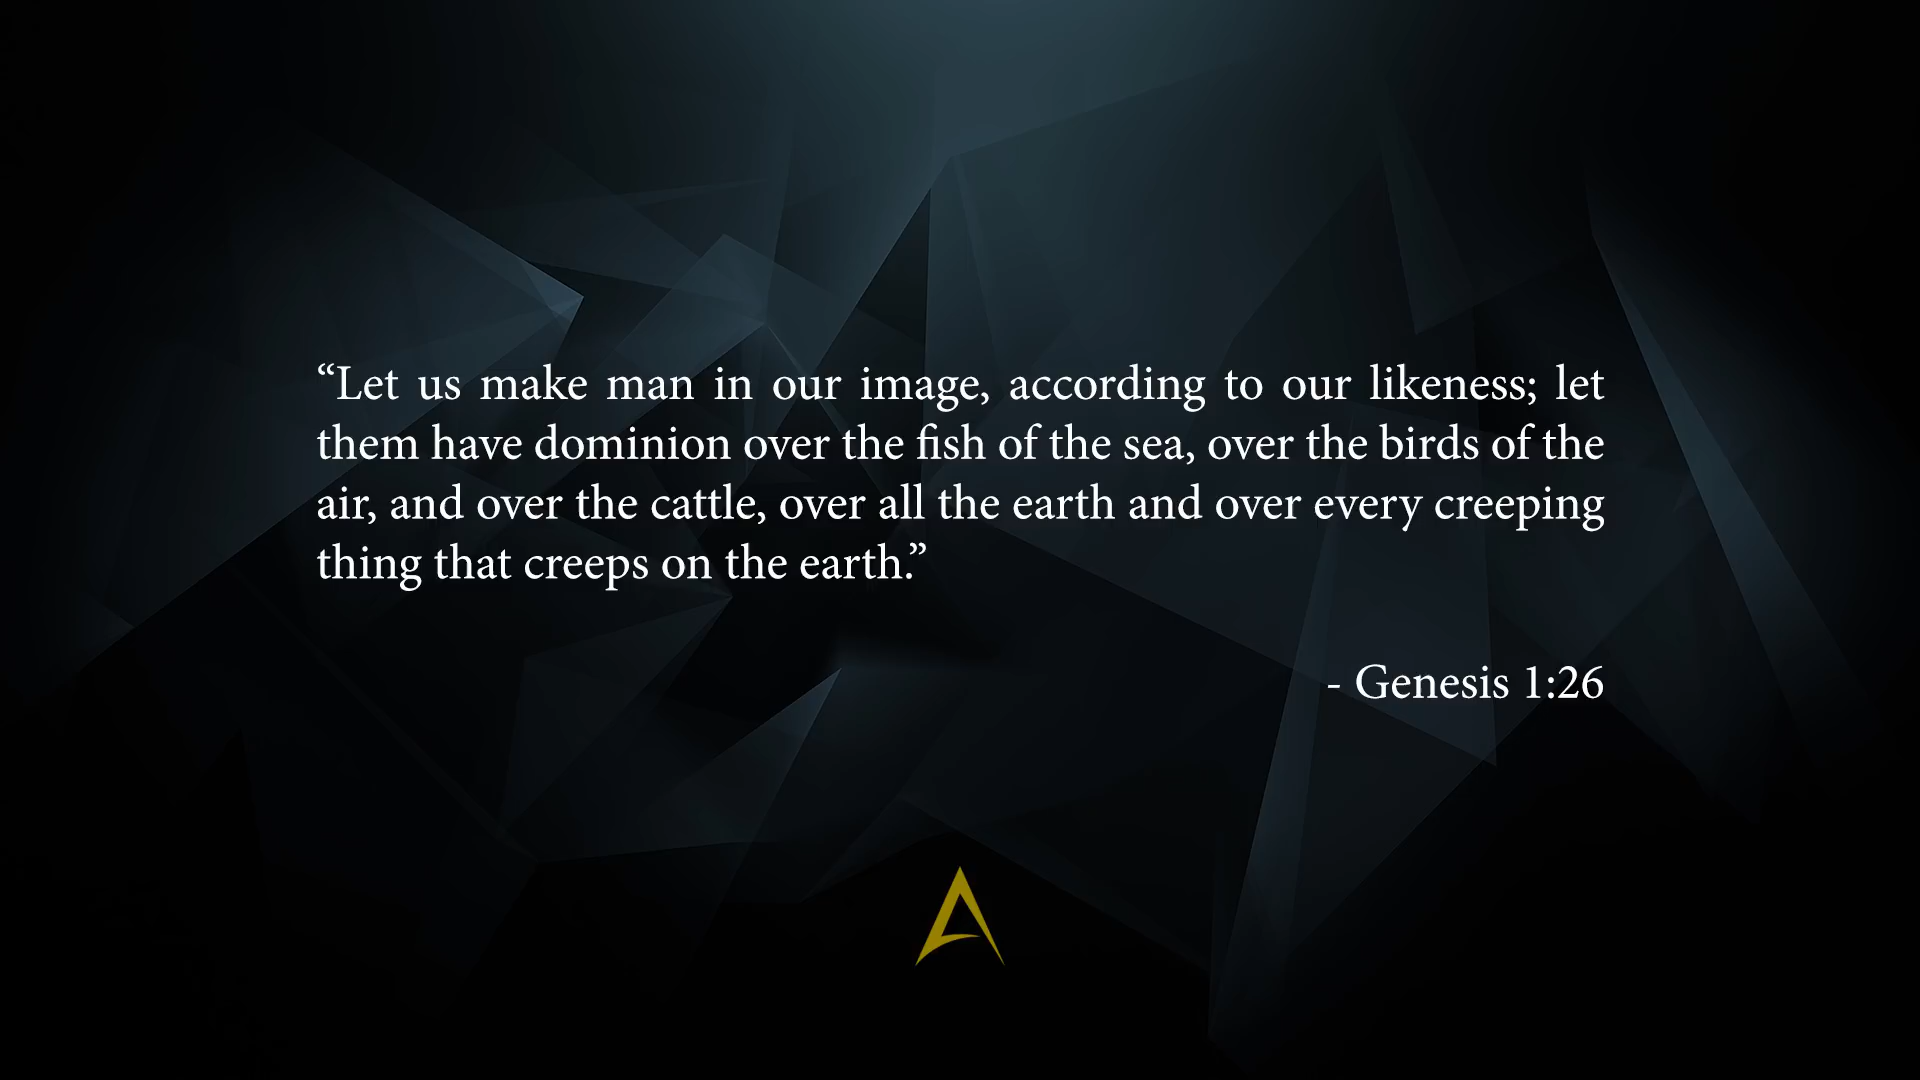 “Let us make man in our image, according to our likeness; let
them have dominion over the fish of the sea, over the birds of the
air, and over the cattle, over all the earth and over every creeping
thing that creeps on the earth.”
- Genesis 1:26